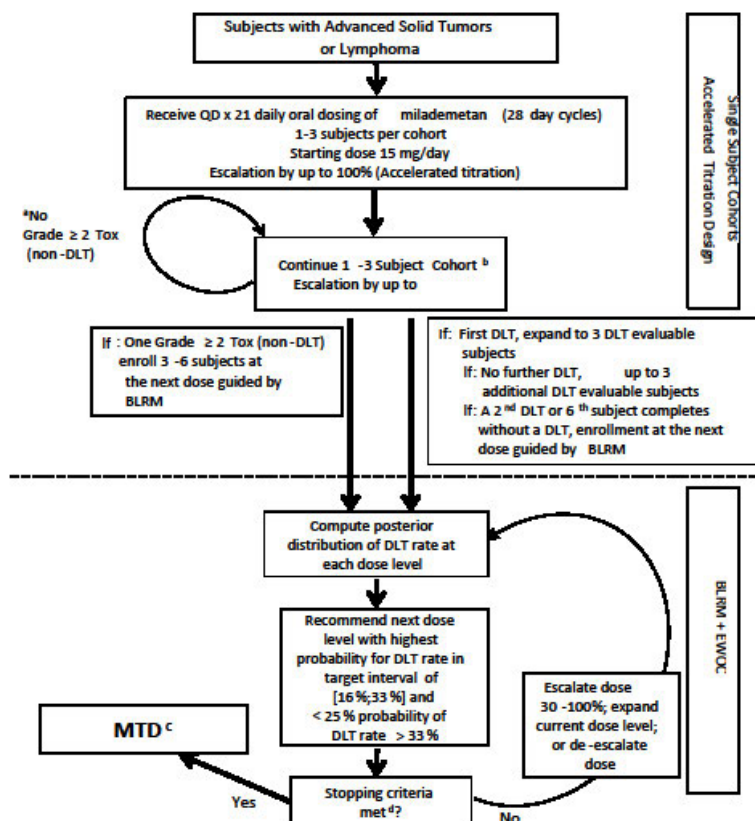 Subjects with Advanced Solid Tumors
or Lymphoma
Receive QD x 21 daily oral dosing of milademetan (28 day cycles)
1-3 subjects per cohort
Starting dose 15 mg/day
Escalation by up to 100% (Accelerated titration)
Single Subject Cohorts
Accelerated Titration Design
ᵃNo
Grade ≥ 2 Tox
(non -DLT)
Continue 1 -3 Subject Cohort ᵇ
Escalation by up to
If : One Grade ≥ 2 Tox (non -DLT)
enroll 3 -6 subjects at
the next dose guided by
BLRM
If: First DLT, expand to 3 DLT evaluable
subjects
If: No further DLT, up to 3
additional DLT evaluable subjects
If: A 2 ⁿᵈ DLT or 6 ᵗʰ subject completes
without a DLT, enrollment at the next
dose guided by BLRM
Compute posterior
distribution of DLT rate at
each dose level
BLRM + EWOC
Recommend next dose
level with highest
probability for DLT rate in
target interval of
[16 %;33 %] and
< 25 % probability of
DLT rate > 33 %
Escalate dose
30 -100%; expand
current dose level;
or de -escalate
dose
MTD ᶜ
Yes
Stopping criteria
met ᵈ?
No